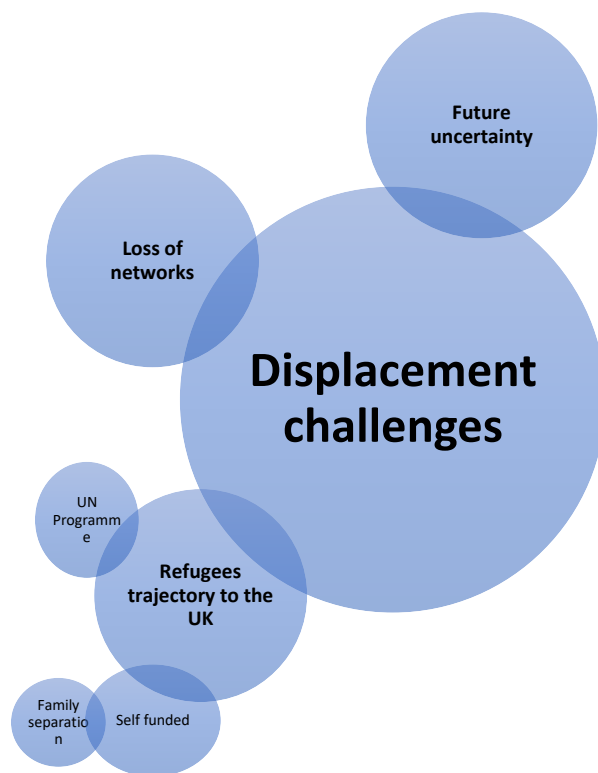 Future
uncertainty
Loss of
networks
Displacement
challenges
UN
Programm
e
Refugees
trajectory to the
UK
Family
separatio
n
Self funded